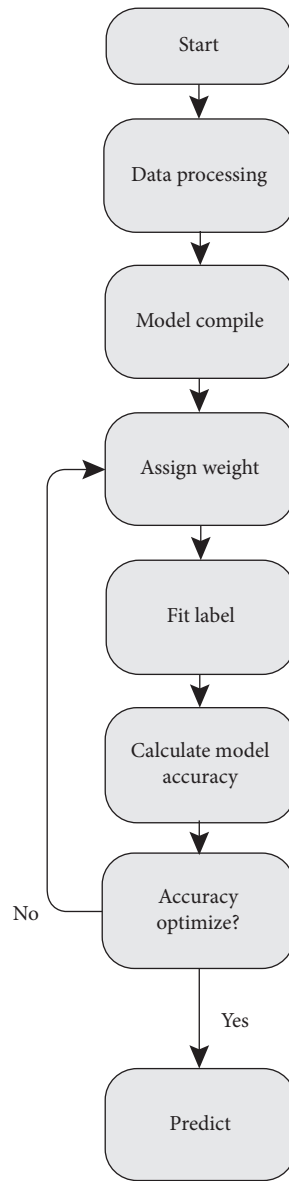 Start
Data processing
Model compile
Assign weight
Fit label
Calculate model
accuracy
Accuracy
optimize?
No
Yes
Predict